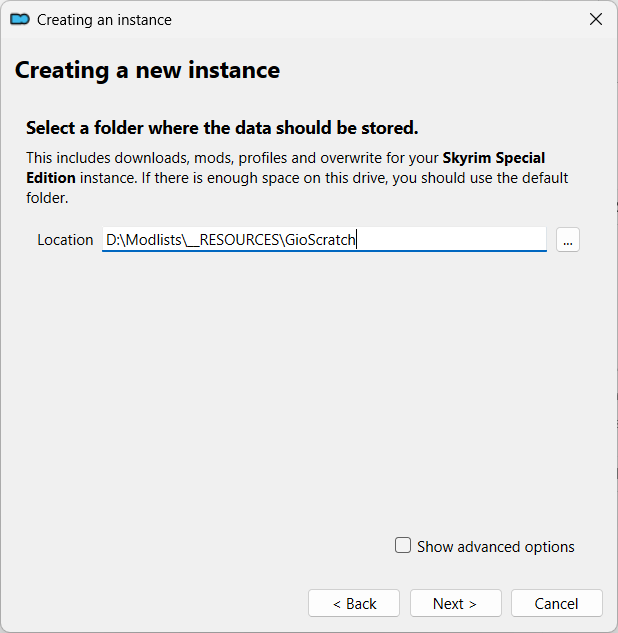 Creating an instance
Creating a new instance
Select a folder where the data should be stored.
This includes downloads, mods, profiles and overwrite for your Skyrim Special
Edition instance. If there is enough space on this drive, you should use the default
folder.
Location D:\Modlists\__RESOURCES\GioScratch ...
Show advanced options
< Back Next > Cancel